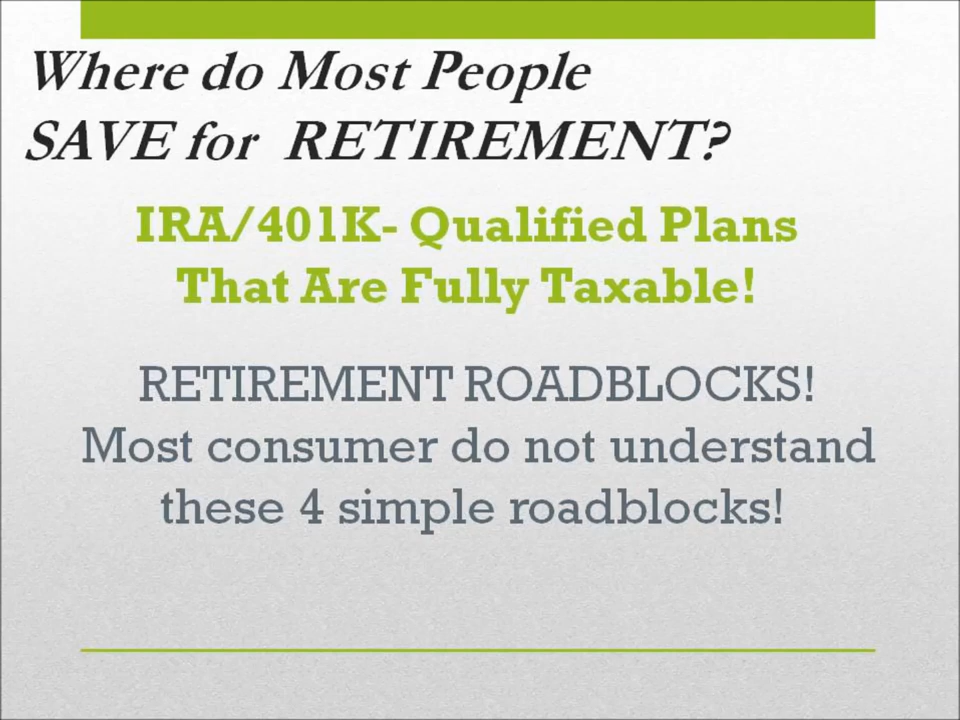 Where do Most People
SAVE for RETIREMENT?
IRA/401K- Qualified Plans
That Are Fully Taxable!
RETIREMENT ROADBLOCKS!
Most consumer do not understand
these 4 simple roadblocks!